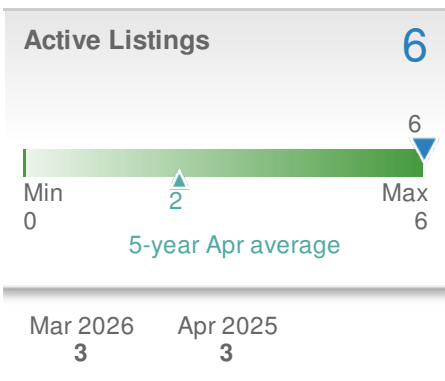 Active Listings 6
6
Min 2 Max
0 6
5-year Apr average
Mar 2026 Apr 2025
3 3